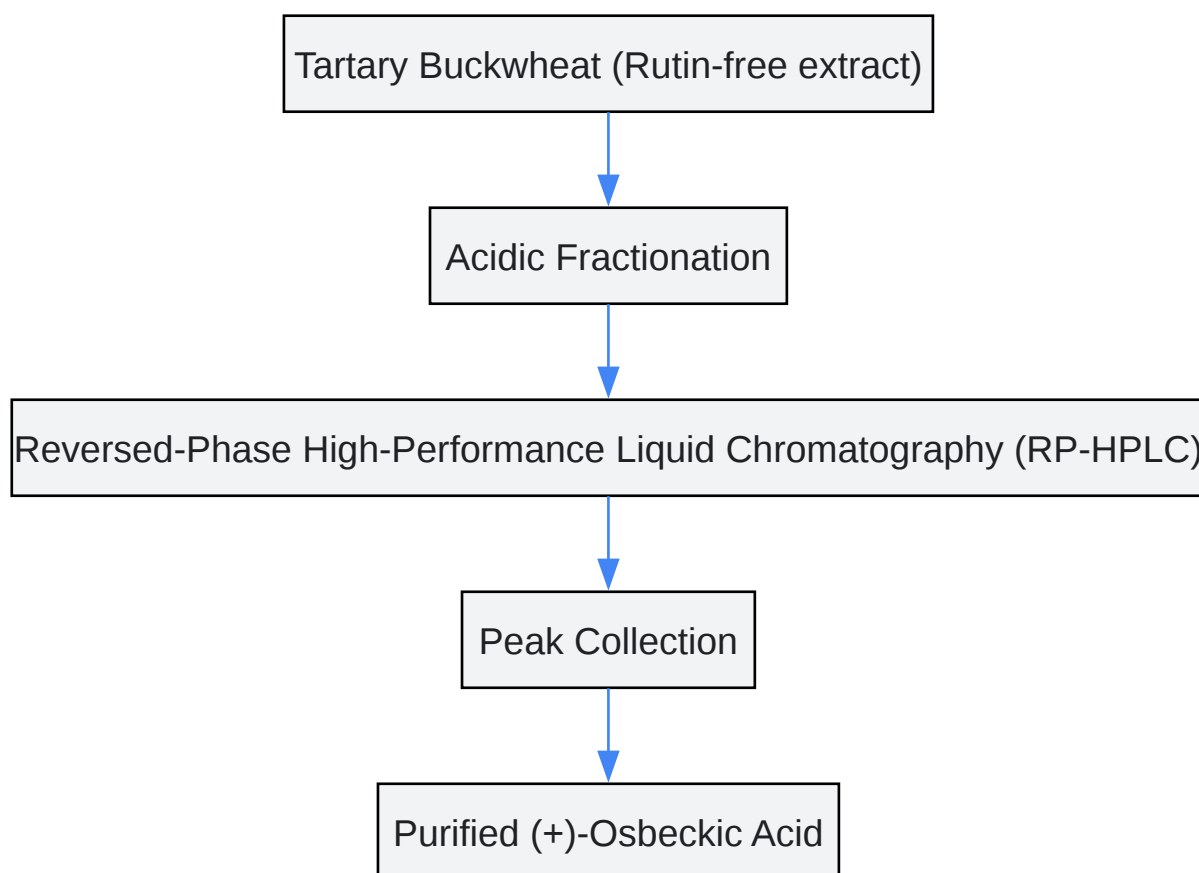 Tartary Buckwheat (Rutin-free extract)
Acidic Fractionation
Reversed-Phase High-Performance Liquid Chromatography (RP-HPLC)
Peak Collection
Purified (+)-Osbeckic Acid